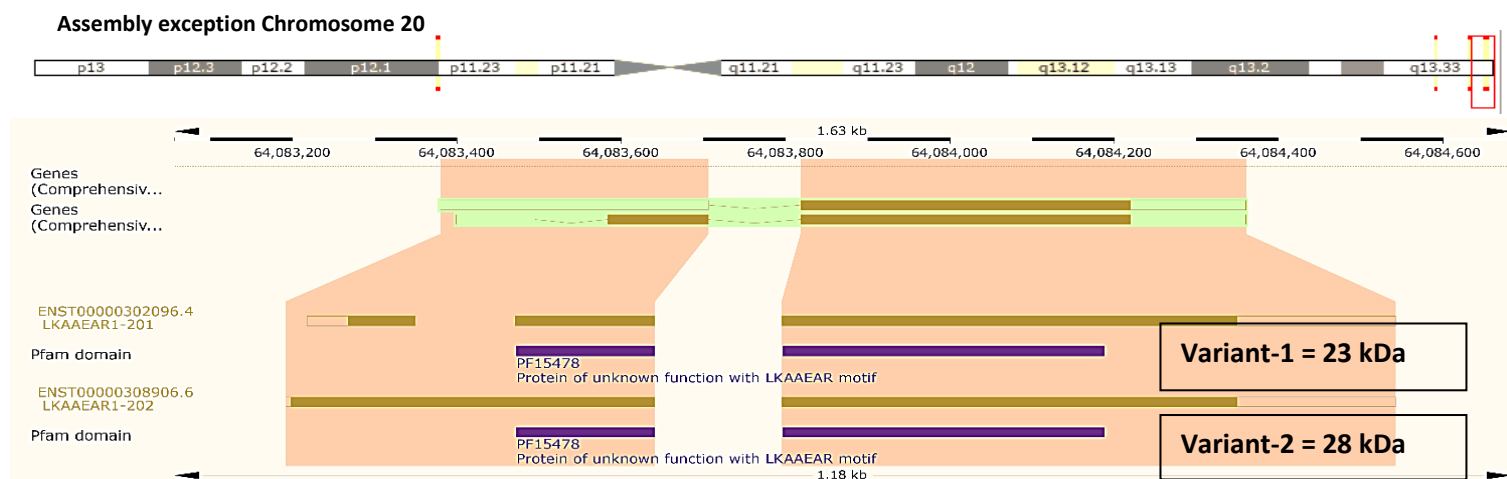 Assembly exception Chromosome 20
p13 p12.3 p12.2 p12.1 p11.23 p11.21 q11.21 q11.23 q12 q13.12 q13.13 q13.2 q13.33
1.63 kb
64,083,200 64,083,400 64,083,600 64,083,800 64,084,000 64,084,200 64,084,400 64,084,600
Genes
(Comprehensiv...
Genes
(Comprehensiv...
ENST00000302096.4
LKAAEAR1-201
Pfam domain
PF15478
Protein of unknown function with LKAAEAR motif
Variant-1 = 23 kDa
ENST00000308906.6
LKAAEAR1-202
Pfam domain
PF15478
Protein of unknown function with LKAAEAR motif
Variant-2 = 28 kDa
1.18 kb